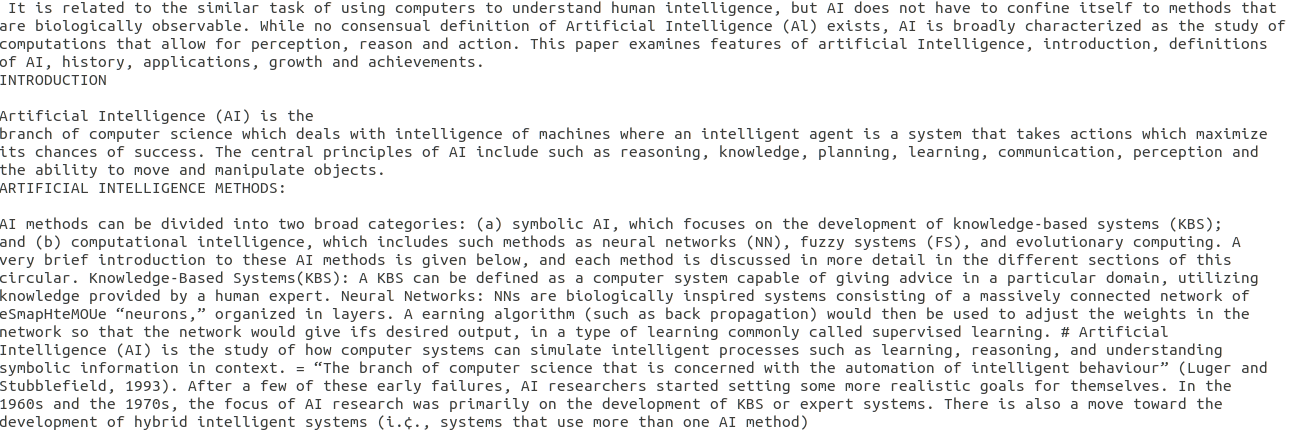 It is related to the similar task of using computers to understand human intelligence, but AI does not have to confine itself to methods that
are biologically observable. While no consensual definition of Artificial Intelligence (Al) exists, AI is broadly characterized as the study of
computations that allow for perception, reason and action. This paper examines features of artificial Intelligence, introduction, definitions
of AI, history, applications, growth and achievements.
INTRODUCTION
Artificial Intelligence (AI) is the
branch of computer science which deals with intelligence of machines where an intelligent agent is a system that takes actions which maximize
its chances of success. The central principles of AI include such as reasoning, knowledge, planning, learning, communication, perception and
the ability to move and manipulate objects.
ARTIFICIAL INTELLIGENCE METHODS:
AI methods can be divided into two broad categories: (a) symbolic AI, which focuses on the development of knowledge-based systems (KBS);
and (b) computational intelligence, which includes such methods as neural networks (NN), fuzzy systems (FS), and evolutionary computing. A
very brief introduction to these AI methods is given below, and each method is discussed in more detail in the different sections of this
circular. Knowledge-Based Systems(KBS): A KBS can be defined as a computer system capable of giving advice in a particular domain, utilizing
knowledge provided by a human expert. Neural Networks: NNs are biologically inspired systems consisting of a massively connected network of
eSmapHteMOUe “neurons,” organized in layers. A earning algorithm (such as back propagation) would then be used to adjust the weights in the
network so that the network would give ifs desired output, in a type of learning commonly called supervised learning. # Artificial
Intelligence (AI) is the study of how computer systems can simulate intelligent processes such as learning, reasoning, and understanding
symbolic information in context. = “The branch of computer science that is concerned with the automation of intelligent behaviour” (Luger and
Stubblefield, 1993). After a few of these early failures, AI researchers started setting some more realistic goals for themselves. In the
1960s and the 1970s, the focus of AI research was primarily on the development of KBS or expert systems. There is also a move toward the
development of hybrid intelligent systems (i.¢., systems that use more than one AI method)